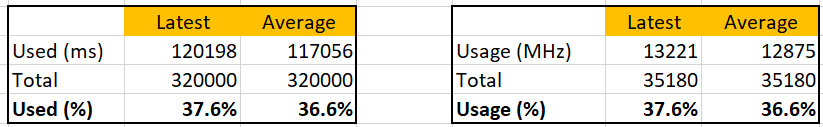 Latest Average
Used (ms) 120198 117056
Total 320000 320000
Used (%) 37.6% 36.6%
Latest Average
Usage (MHz) 13221 12875
Total 35180 35180
Usage (%) 37.6% 36.6%